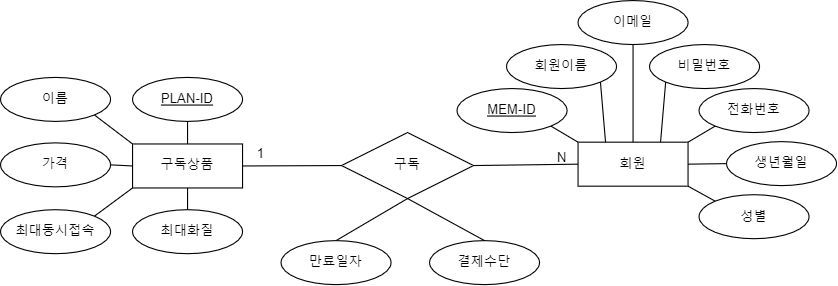 이메일
회원이름
비밀번호
이름
PLAN-ID
MEM-ID
전화번호
가격
구독상품
1
구독
N
회원
생년월일
최대동시접속
최대화질
성별
만료일자
결제수단